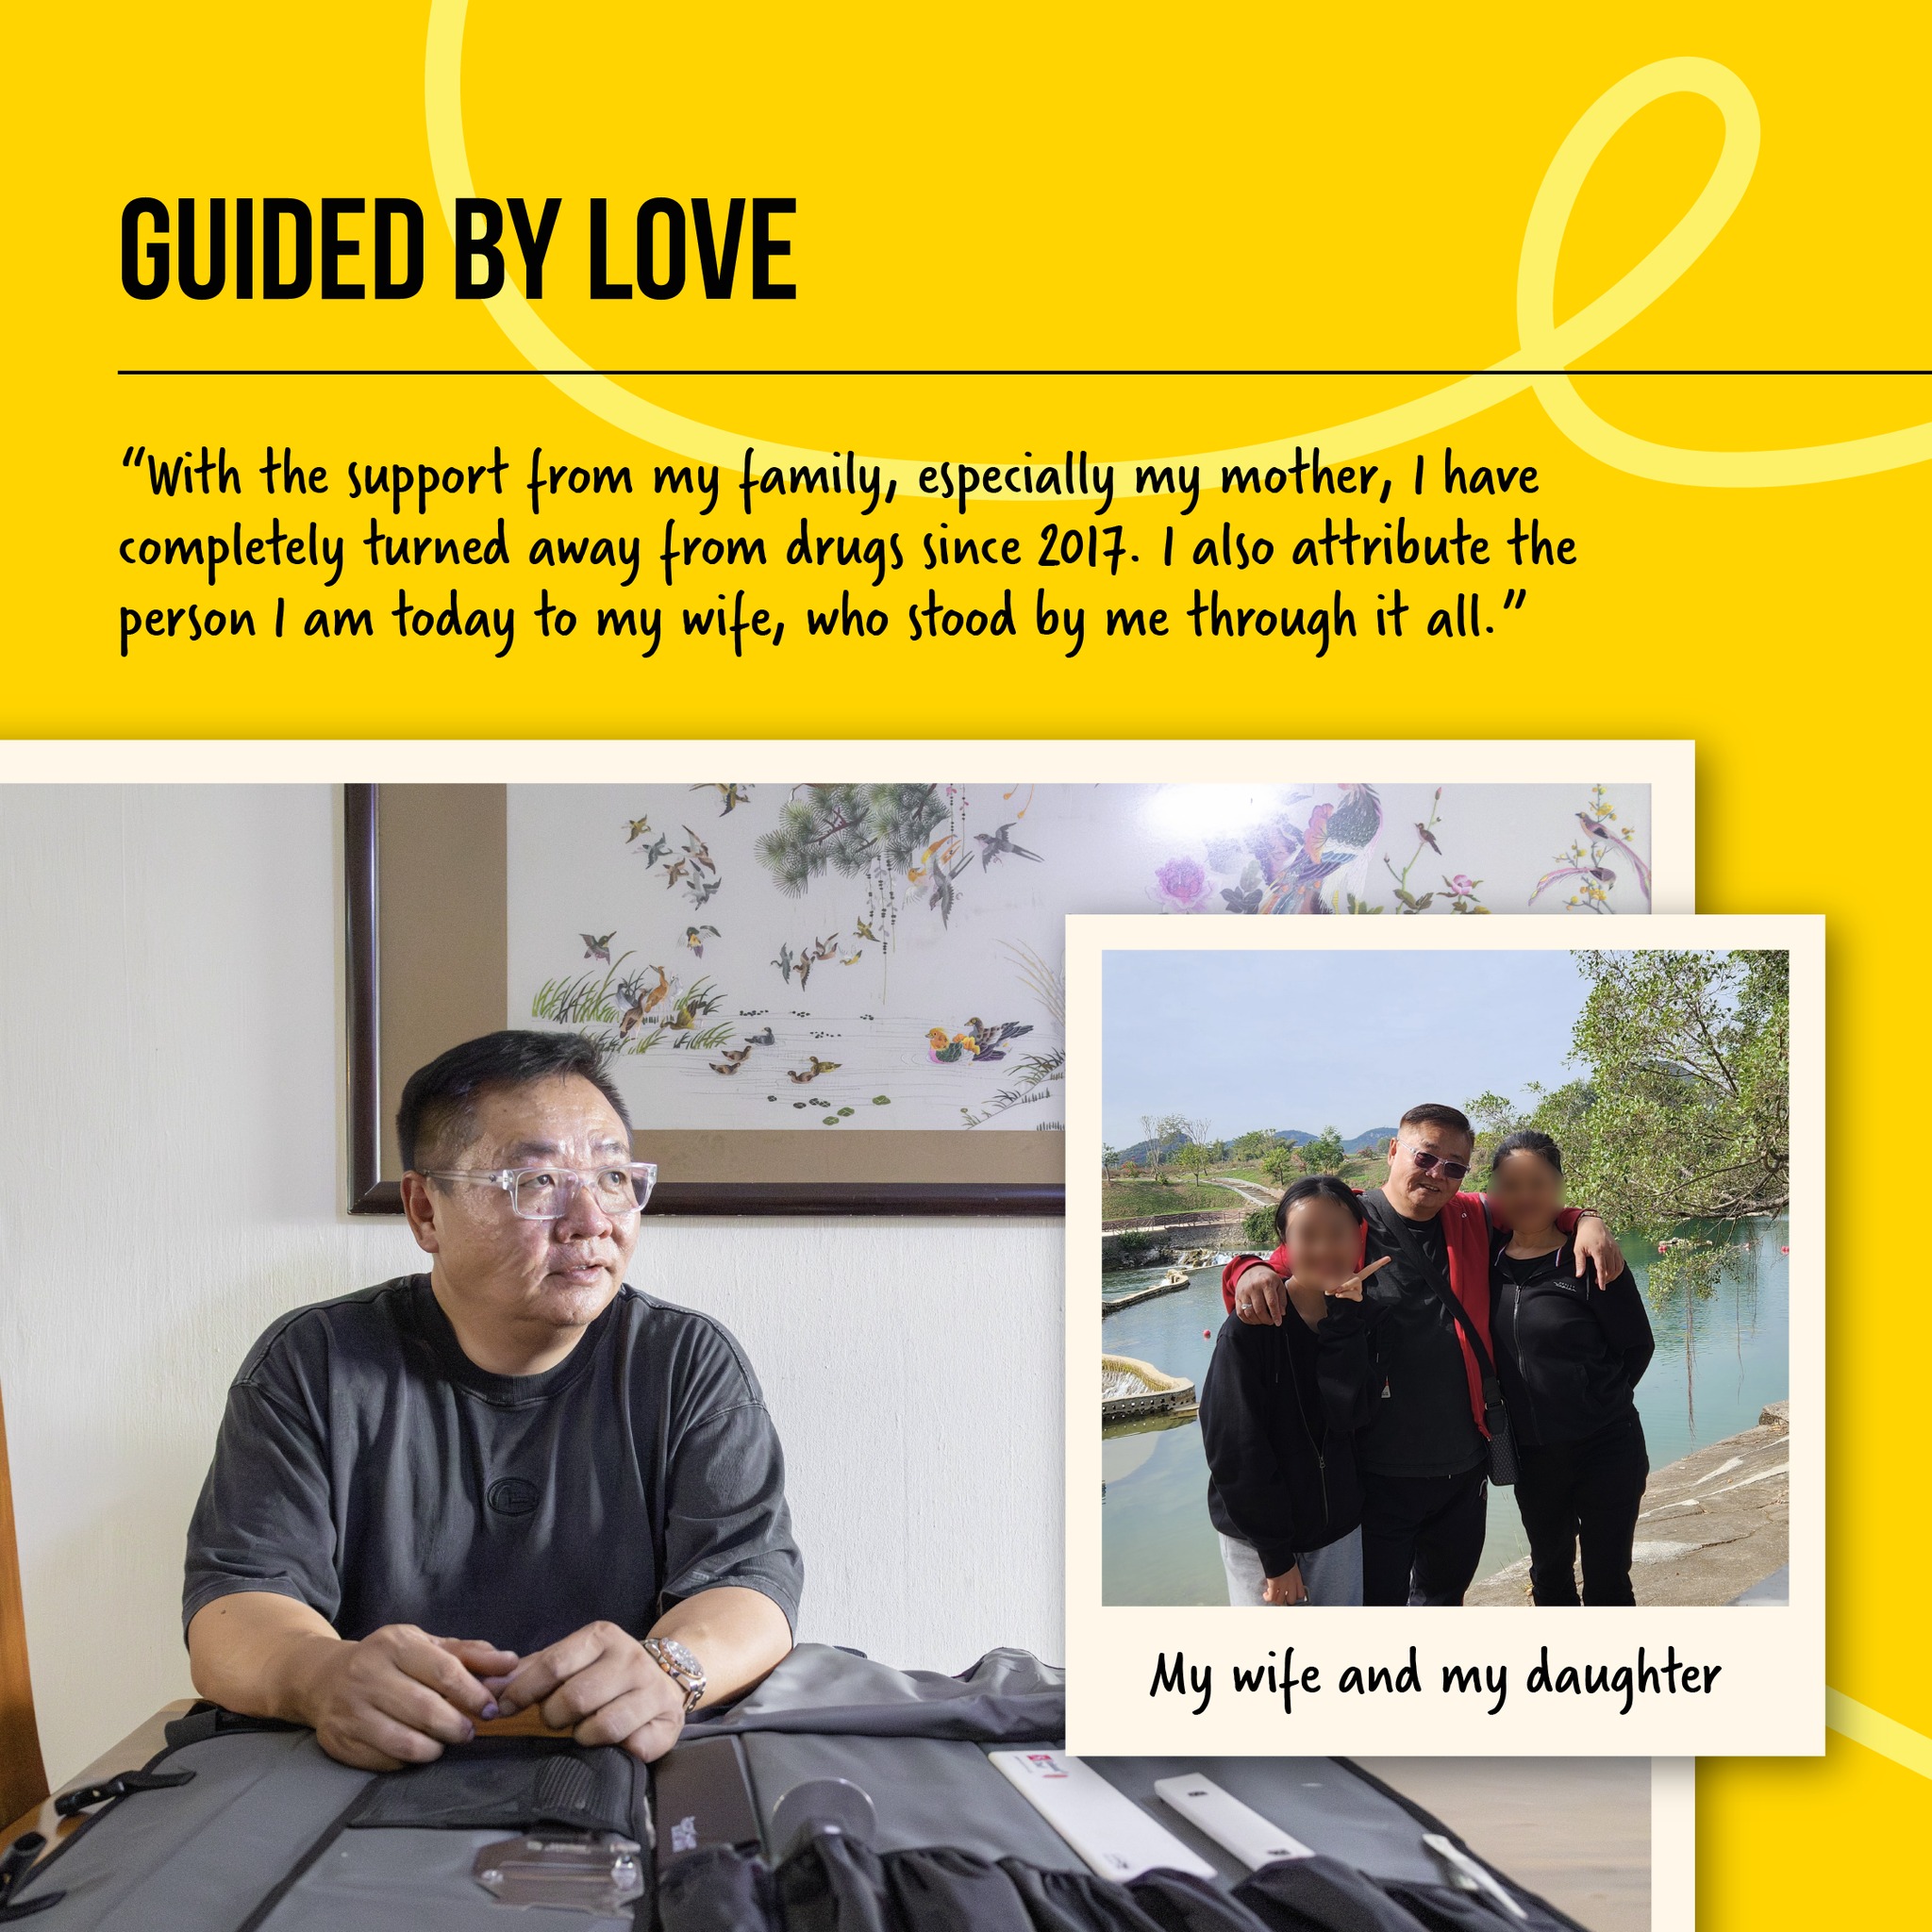 GUIDED BY LOVE
“With the support from my family, especially my mother, I have
completely turned away from drugs since 2017. I also attribute the
person I am today to my wife, who stood by me through it all.”
My wife and my daughter